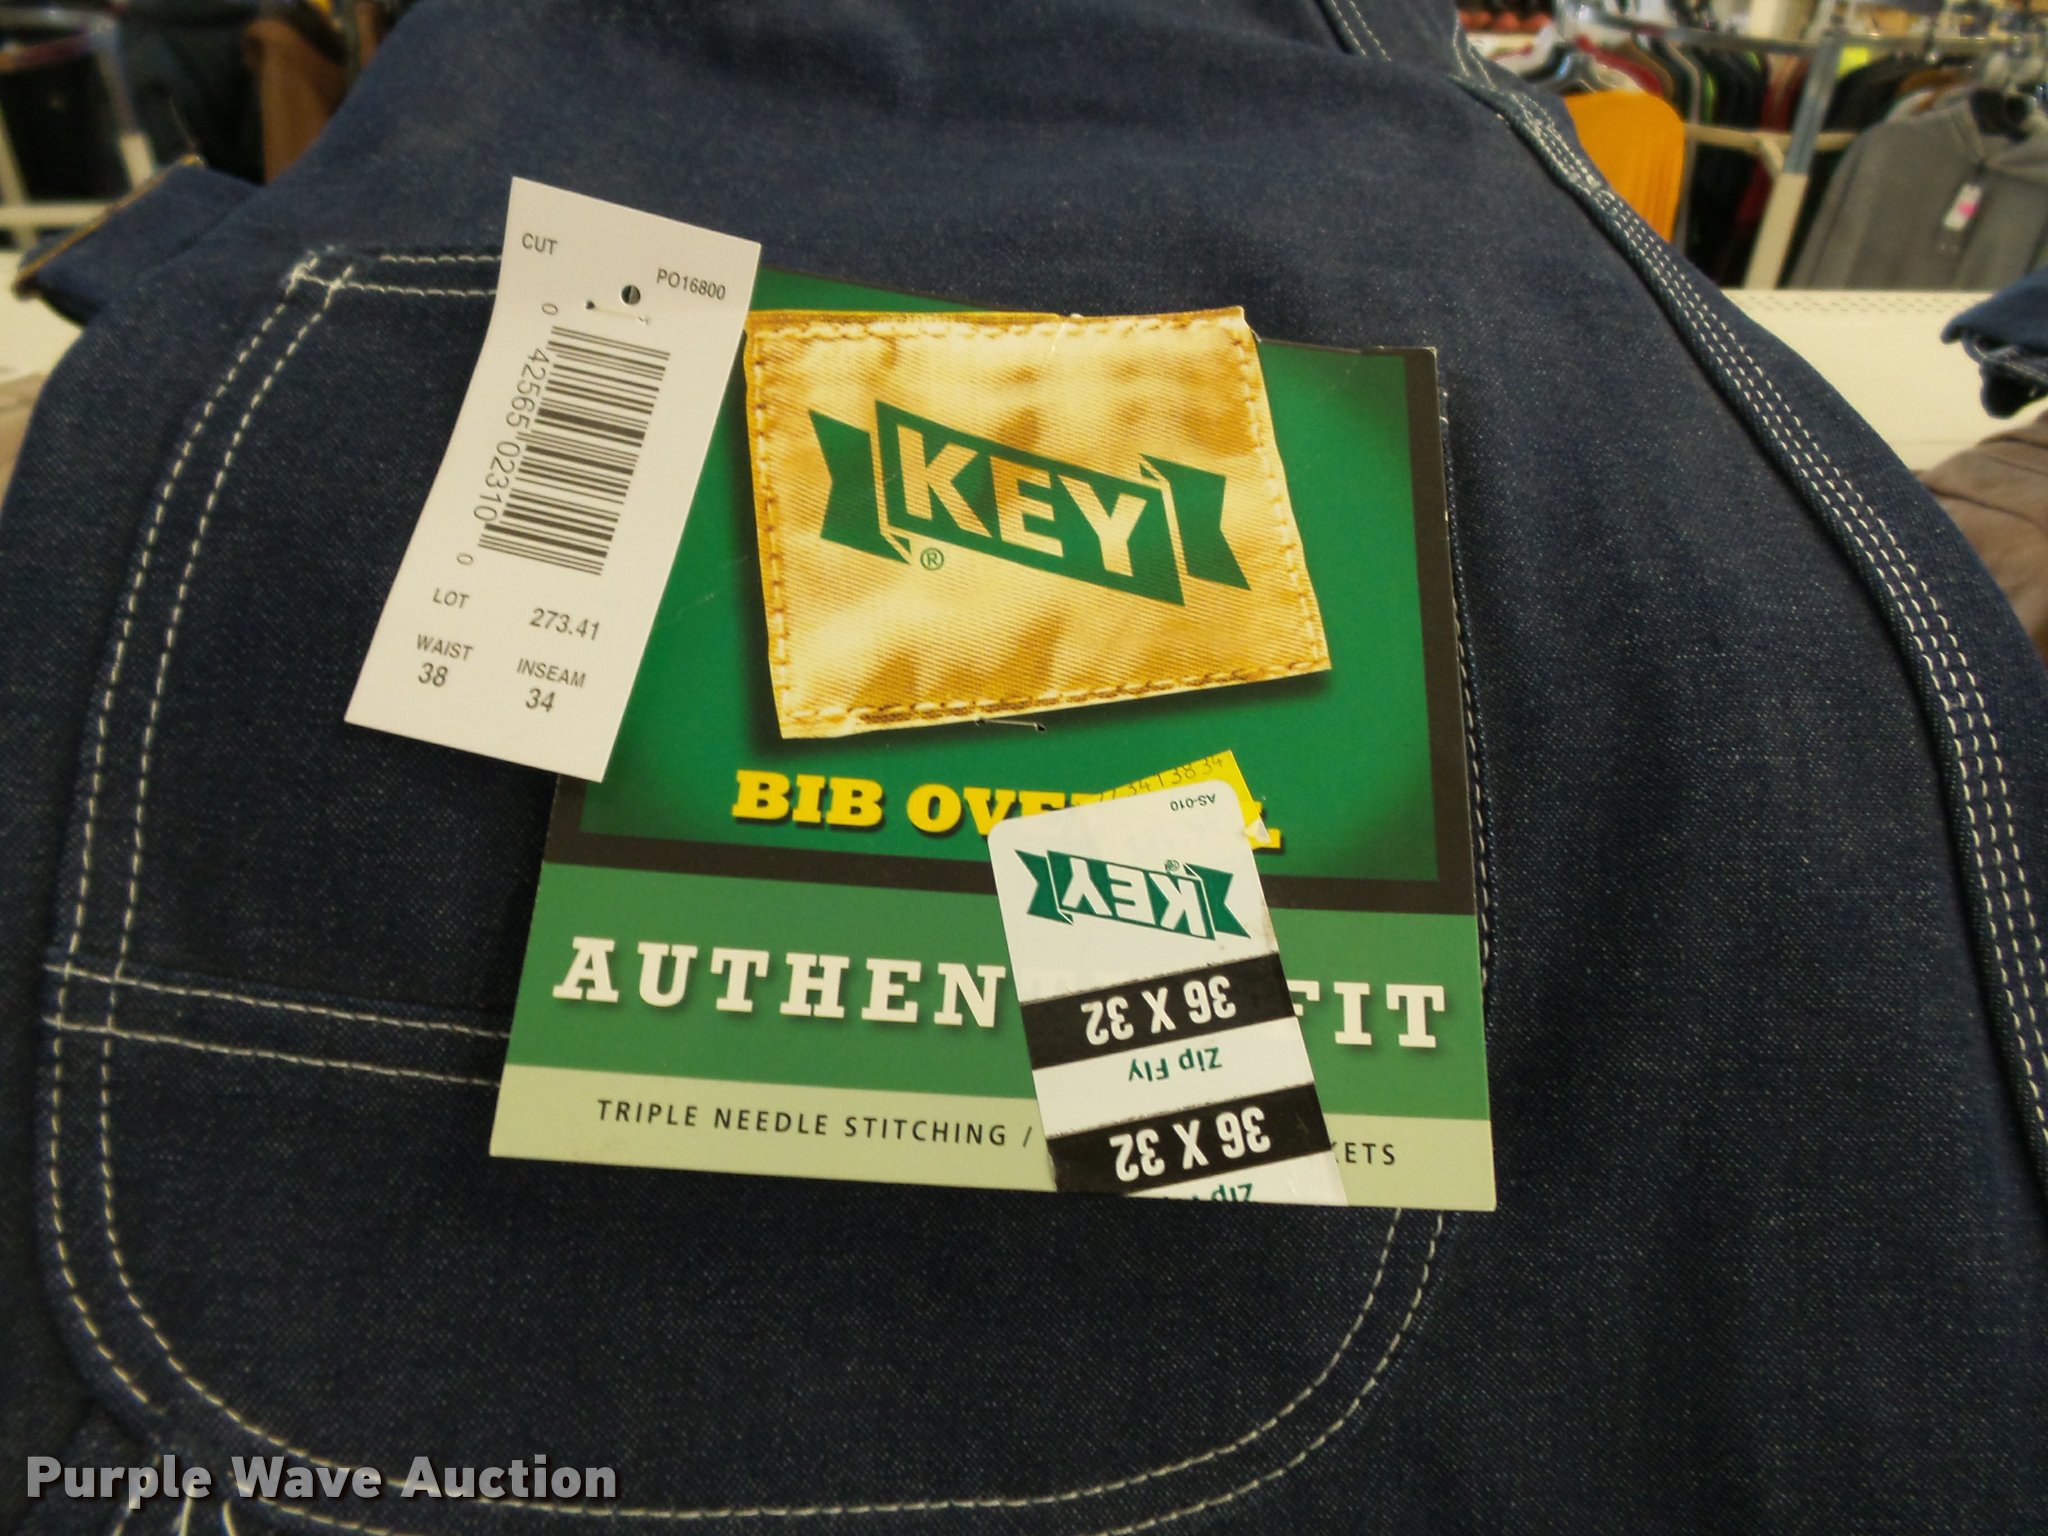 CUT
PO16800
0 42565 02310 0
LOT 273.41
WAIST INSEAM
38 34
KEY
®
BIB OVE
AUTHEN FIT
TRIPLE NEEDLE STITCHING /
KETS
AS-010
KEY
36 X 32
Zip Fly
36 X 32
Zip
Purple Wave Auction